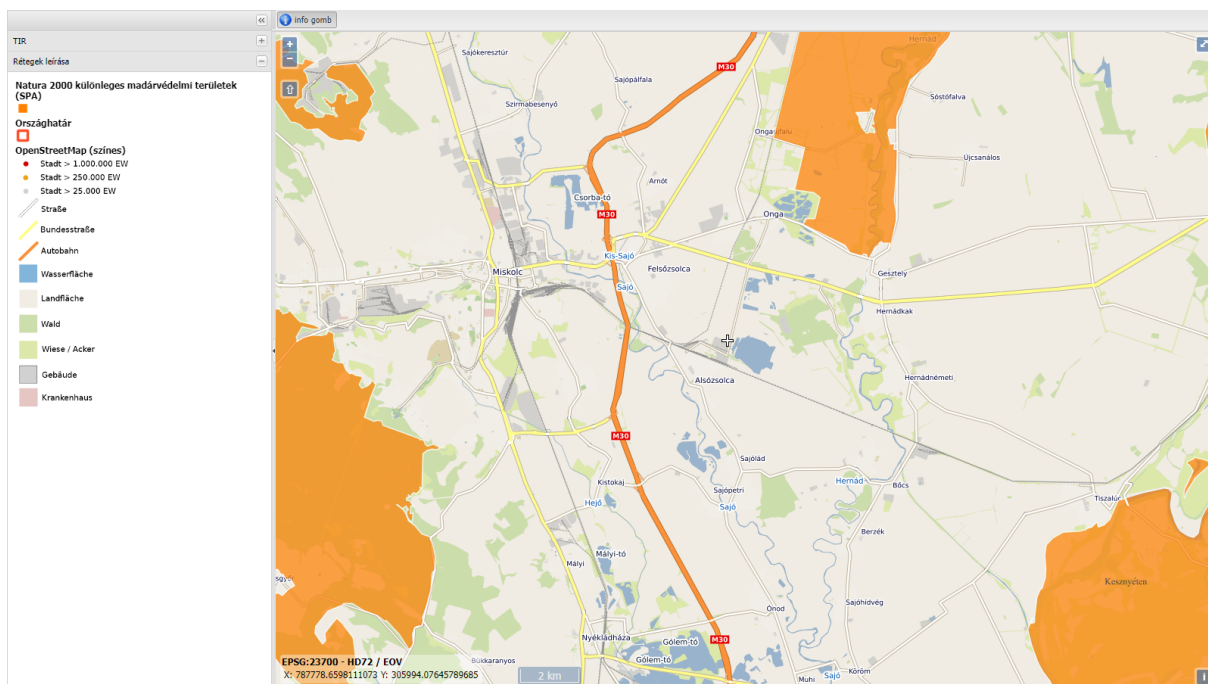 info gomb
TIR
Rétegek leírása
Natura 2000 különleges madárvédelmi területek
(SPA)
Országhatár
OpenStreetMap (színes)
Stadt > 1.000.000 EW
Stadt > 250.000 EW
Stadt > 25.000 EW
Straße
Bundesstraße
Autobahn
Wasserfläche
Landfläche
Wald
Wiese / Acker
Gebäude
Krankenhaus
Hernád
Sajókeresztúr
M30
Sajópálfala
Sóstófalva
Szirmabesenyő
Ongaújfalu
Újcsanálos
Arnót
Csorba-tó
M30
Onga
Kis-Sajó
Felsőzsolca
Miskolc
Gesztely
Sajó
Hernádkak
Alsózsolca
Hernádnémeti
M30
Sajólád
Kistokaj
Sajópetri
Hernád
Bőcs
Hejő
Sajó
Tiszalúc
Berzék
Mályi-tó
Mályi
Kesznyéten
Ónod
Sajóhídvég
Nyékládháza
Gólem-tó
M30
Bükkaranyos
Gólem-tó
Muhi
Sajó
Köröm
EPSG:23700 - HD72 / EOV
X: 787778.6598111073 Y: 305994.07645789685
2 km